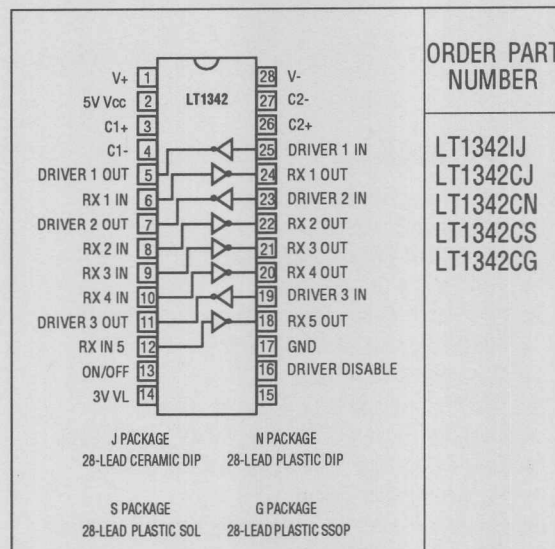 ORDER PART
NUMBER
LT1342IJ
LT1342CJ
LT1342CN
LT1342CS
LT1342CG
LT1342
V+ 1 28 V-
5V Vcc 2 27 C2-
C1+ 3 26 C2+
C1- 4 25 DRIVER 1 IN
DRIVER 1 OUT 5 24 RX 1 OUT
RX 1 IN 6 23 DRIVER 2 IN
DRIVER 2 OUT 7 22 RX 2 OUT
RX 2 IN 8 21 RX 3 OUT
RX 3 IN 9 20 RX 4 OUT
RX 4 IN 10 19 DRIVER 3 IN
DRIVER 3 OUT 11 18 RX 5 OUT
RX IN 5 12 17 GND
ON/OFF 13 16 DRIVER DISABLE
3V VL 14 15
J PACKAGE N PACKAGE
28-LEAD CERAMIC DIP 28-LEAD PLASTIC DIP
S PACKAGE G PACKAGE
28-LEAD PLASTIC SOL 28-LEAD PLASTIC SSOP